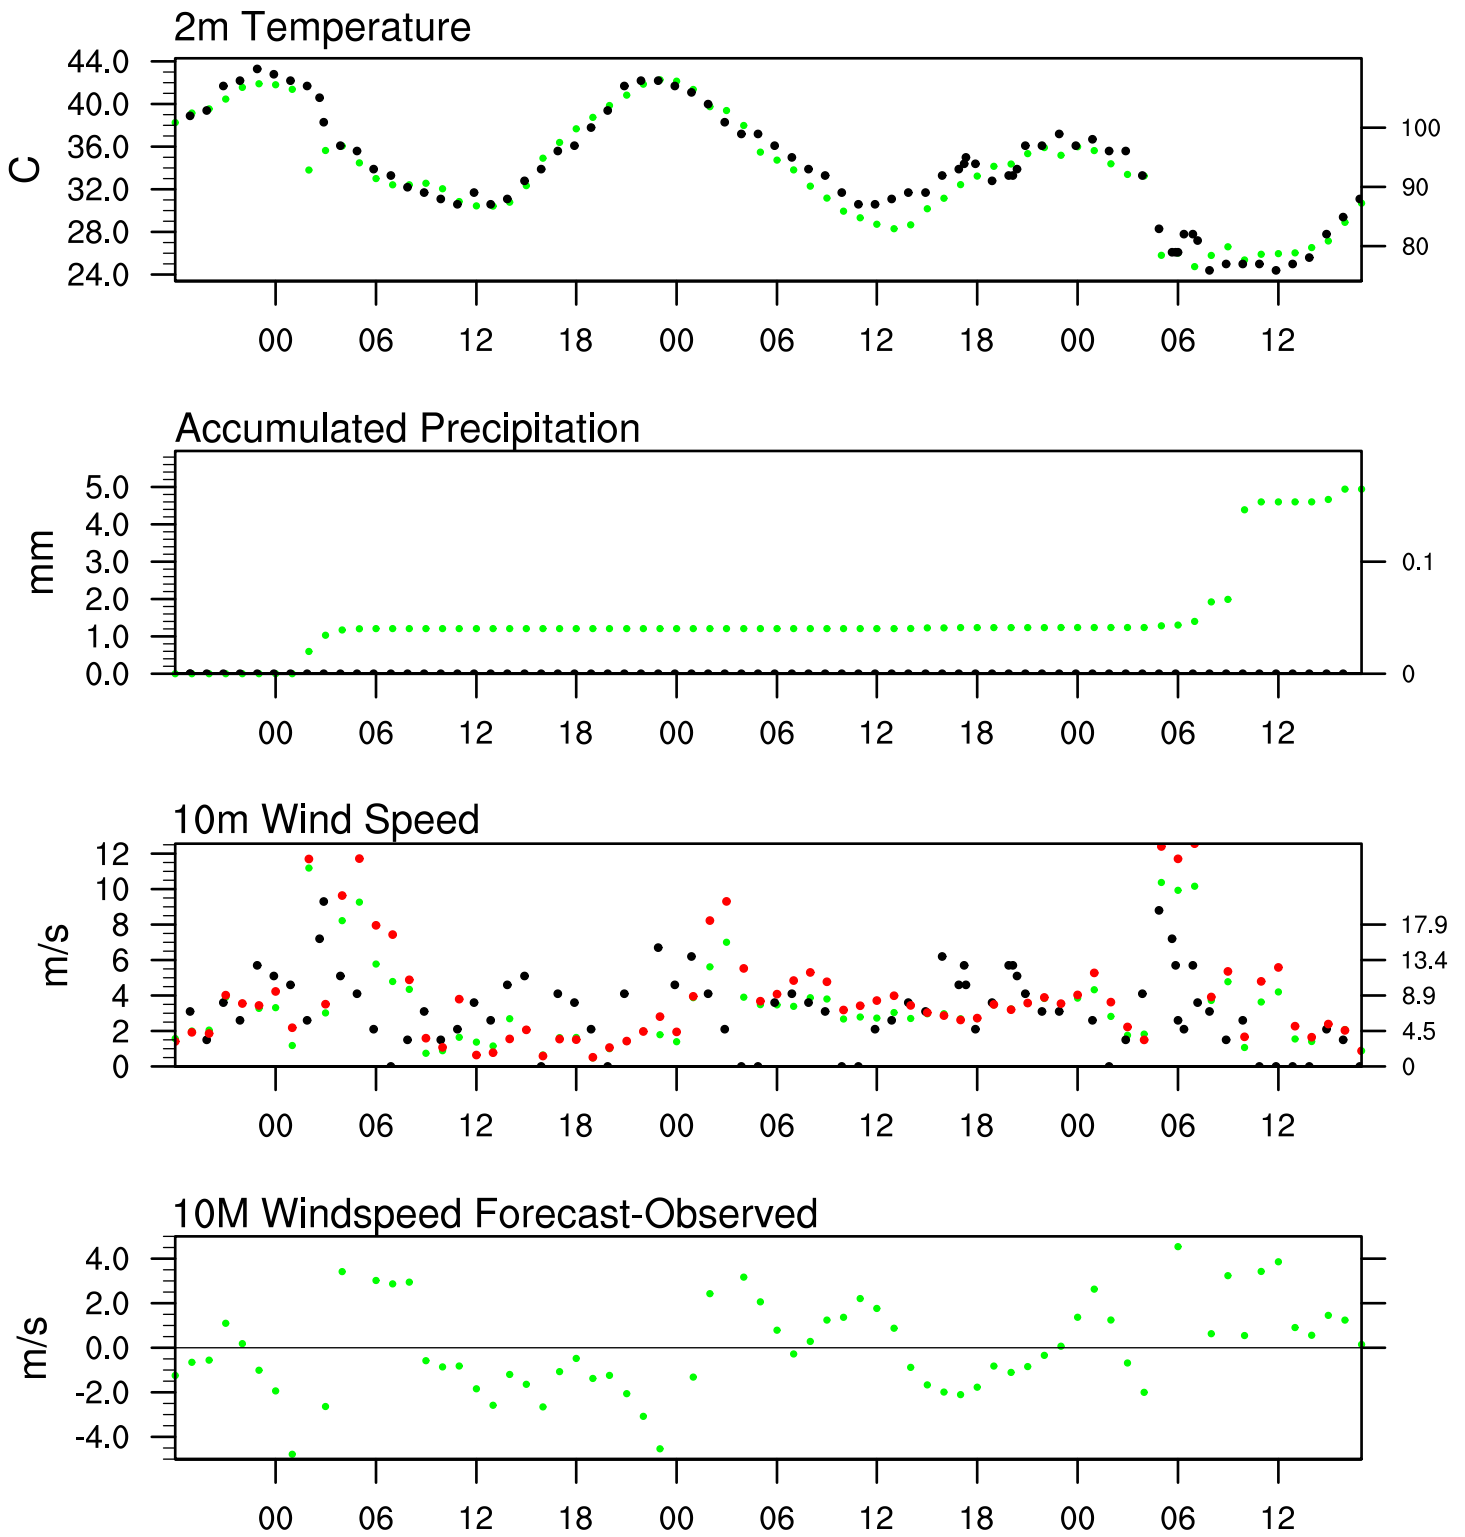 2m Temperature
44.0
40.0
36.0
32.0
28.0
24.0
C
100
90
80
00 06 12 18 00 06 12 18 00 06 12
Accumulated Precipitation
5.0
4.0
3.0
2.0
1.0
0.0
mm
0.1
0
00 06 12 18 00 06 12 18 00 06 12
10m Wind Speed
12
10
8
6
4
2
0
m/s
17.9
13.4
8.9
4.5
0
00 06 12 18 00 06 12 18 00 06 12
10M Windspeed Forecast-Observed
4.0
2.0
0.0
-2.0
-4.0
m/s
00 06 12 18 00 06 12 18 00 06 12